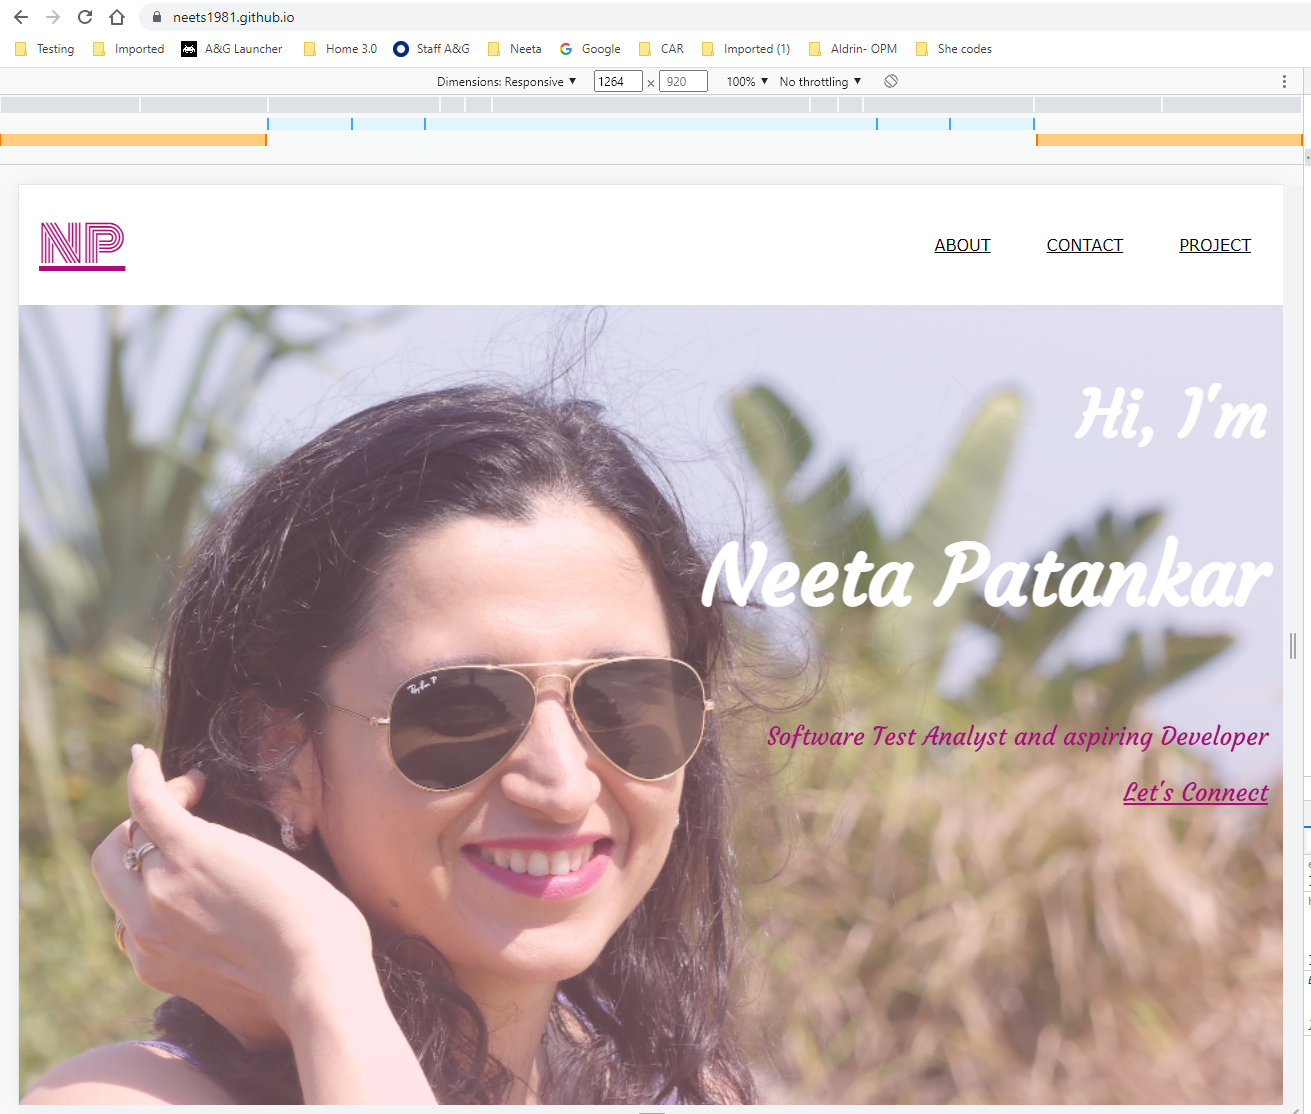 neets1981.github.io
Testing Imported A&G Launcher Home 3.0 Staff A&G Neeta Google CAR Imported (1) Aldrin- OPM She codes
Dimensions: Responsive ▼ 1264 × 920 100% ▼ No throttling ▼
NP
ABOUT CONTACT PROJECT
Hi, I'm
Neeta Patankar
Ray-Ban P
Software Test Analyst and aspiring Developer
Let's Connect